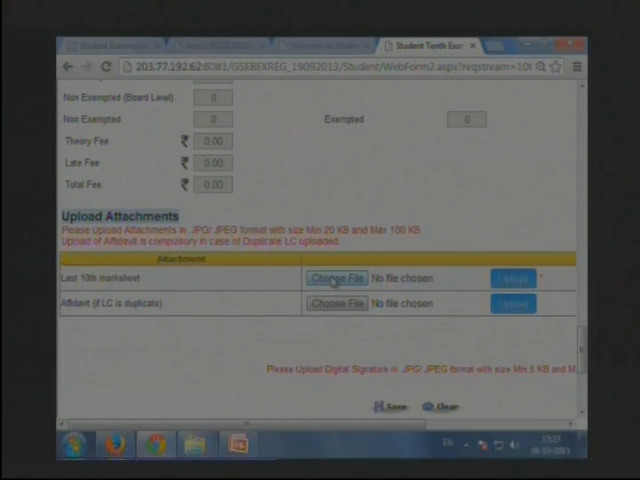 Student Tenth Exar
203.77.192.62:8081/GSEBEXREG_19092013/Student/WebForm2.aspx?reqstream=10t
Non Exempted (Board Level) 0
Non Exempted 0 Exempted 0
Theory Fee ₹ 0.00
Late Fee ₹ 0.00
Total Fee ₹ 0.00
Upload Attachments
Please Upload Attachments in .JPG/ JPEG format with size Min 20 KB and Max 100 KB.
Upload of Affidavit is compulsory in case of Duplicate LC uploaded.
Attachment
Last 10th marksheet Choose File No file chosen Upload *
Affidavit (if LC is duplicate) Choose File No file chosen Upload
Please Upload Digital Signature in .JPG/ JPEG format with size Min 5 KB and M
Save Clear
EN